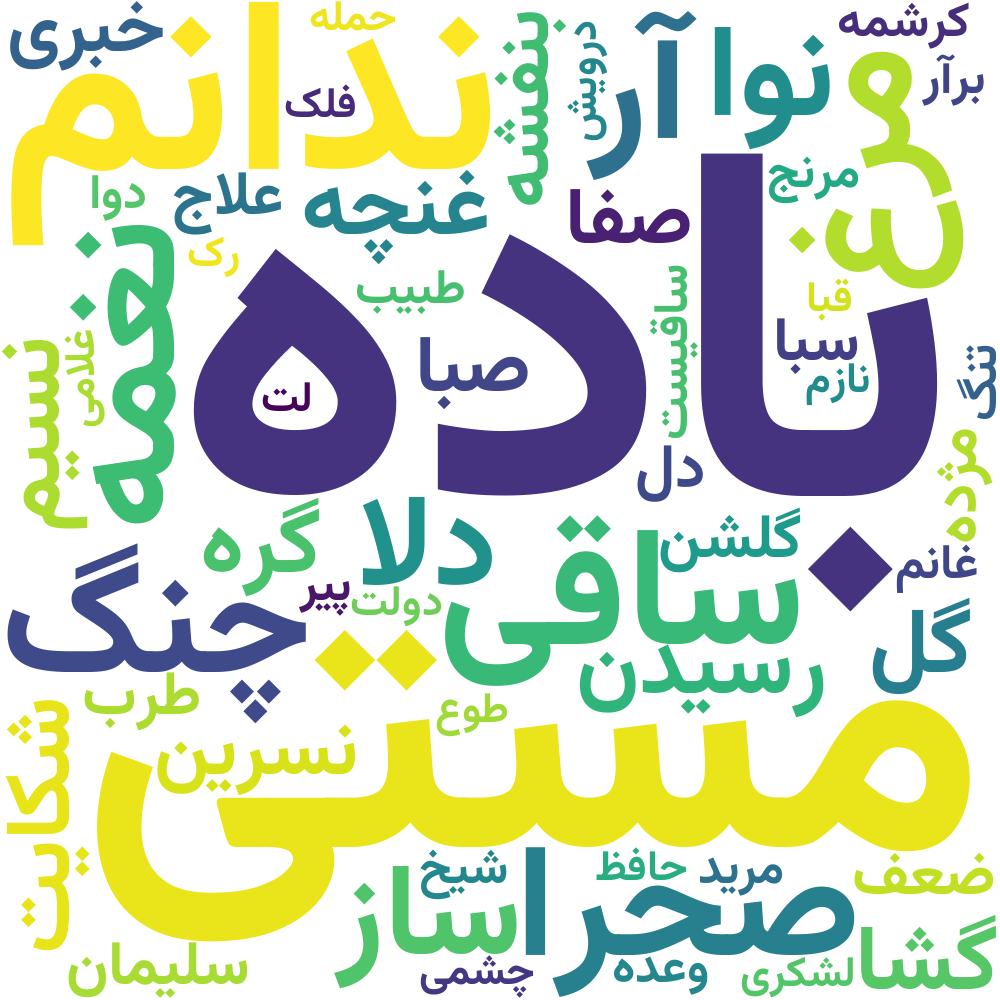 کرشمه
حمله
خبری
ندانم
بنفشه
درویش
آر
نوا
مرغ
برآر
فلک
دوا
علاج
غنچه
صفا
مرنج
رک
نغمه
طبیب
باده
ساقیست
قبا
سبا
نازم
تنگ
نسیم
غلامی
صبا
لت
دل
مژده
گره
دلا
ساقی
گلشن
غانم
چنگ
پیر
دولت
گل
رسیدن
طرب
طوع
مستی
نسرین
شکایت
شیخ
حافظ
مرید
ضعف
ساز
صحرا
گشا
سلیمان
چشمی
وعده
لشکری